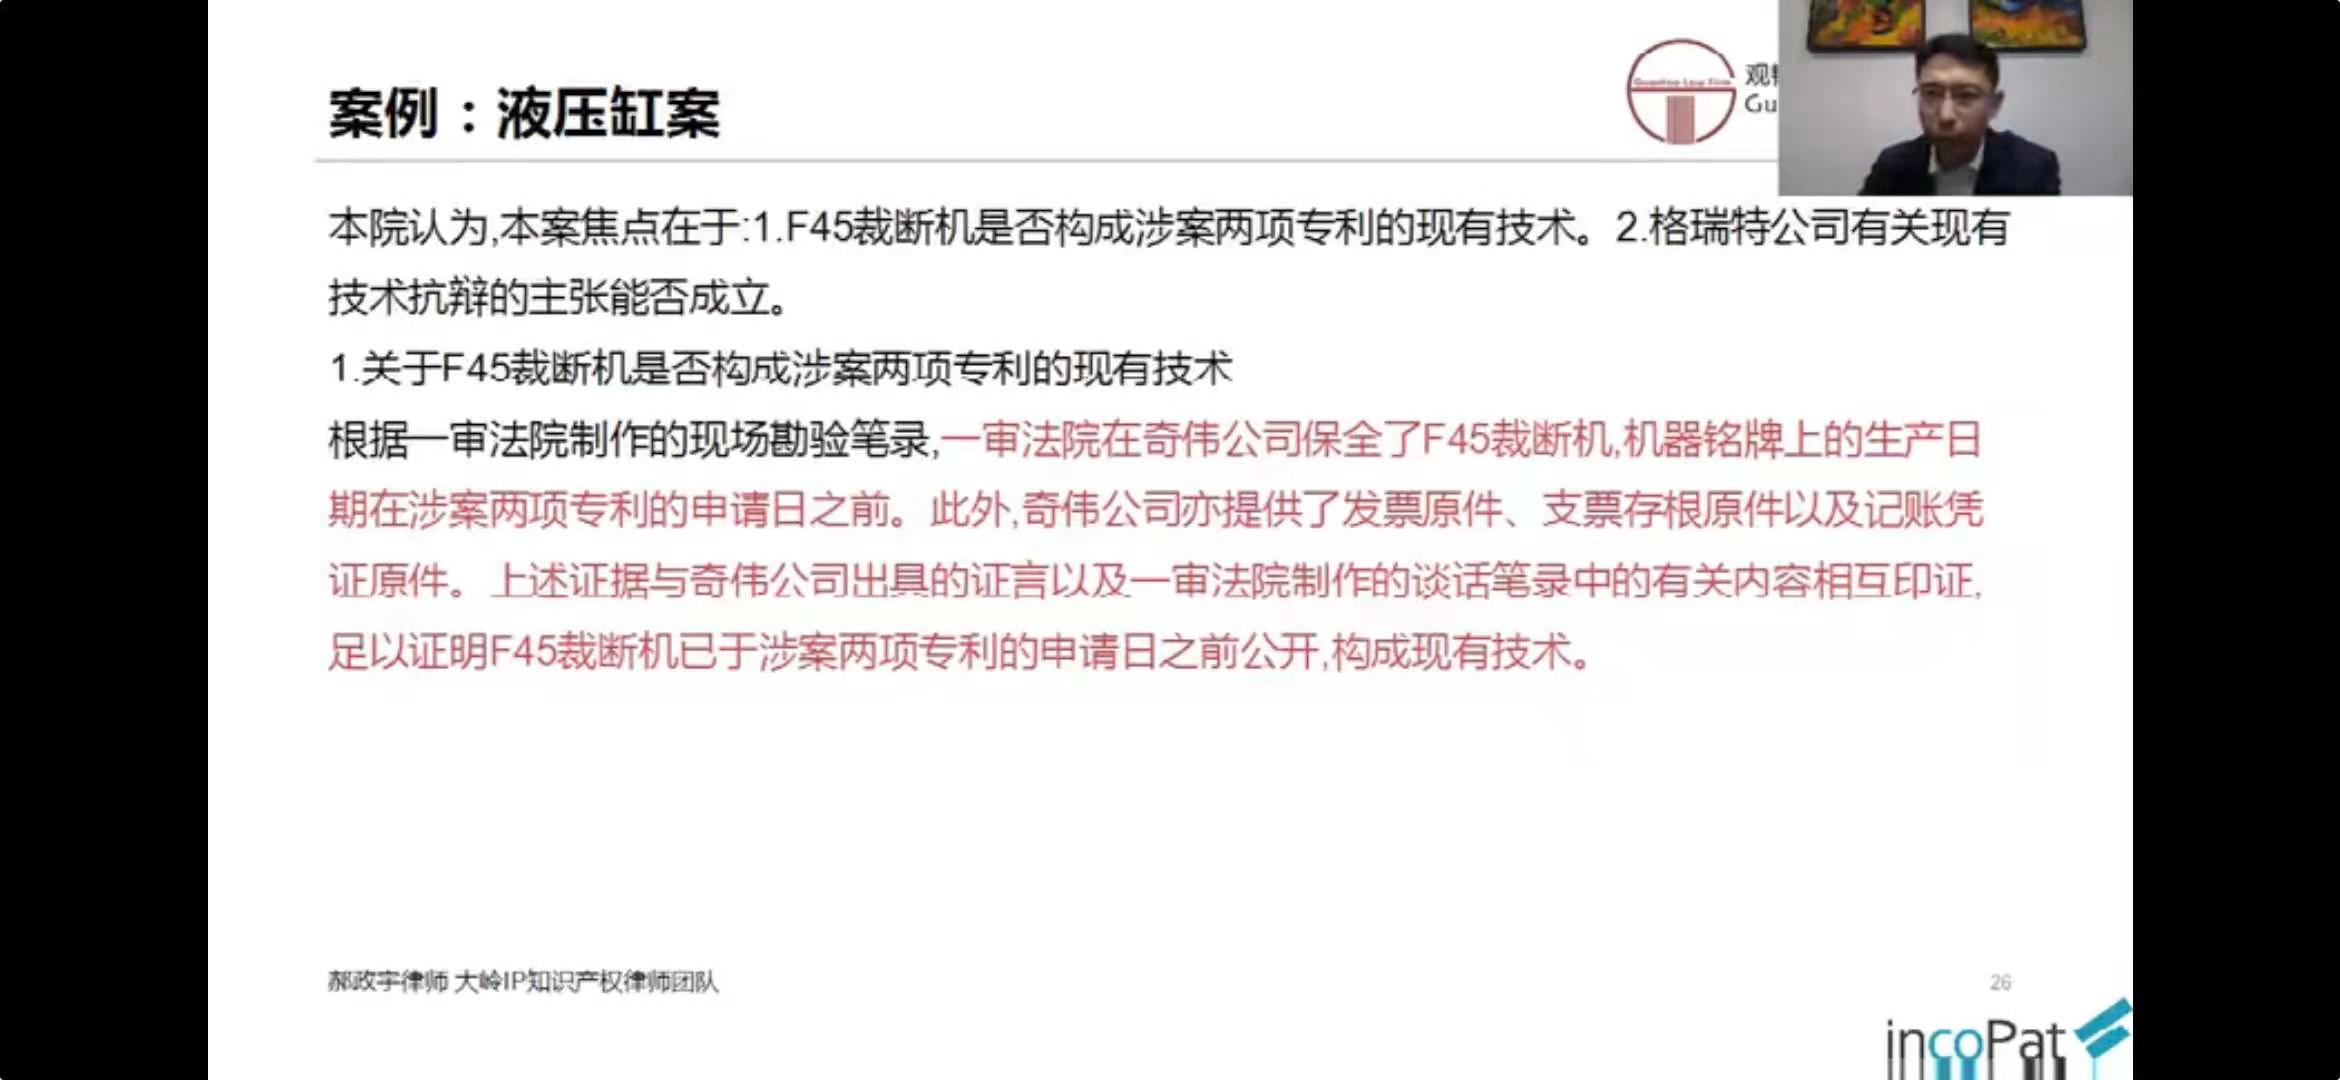 案例：液压缸案
Guantao Law Firm
观
Gu
本院认为,本案焦点在于:1.F45裁断机是否构成涉案两项专利的现有技术。2.格瑞特公司有关现有
技术抗辩的主张能否成立。
1.关于F45裁断机是否构成涉案两项专利的现有技术
根据一审法院制作的现场勘验笔录,一审法院在奇伟公司保全了F45裁断机,机器铭牌上的生产日
期在涉案两项专利的申请日之前。此外,奇伟公司亦提供了发票原件、支票存根原件以及记账凭
证原件。上述证据与奇伟公司出具的证言以及一审法院制作的谈话笔录中的有关内容相互印证,
足以证明F45裁断机已于涉案两项专利的申请日之前公开,构成现有技术。
郝政宇律师 大岭IP知识产权律师团队
26
incoPat